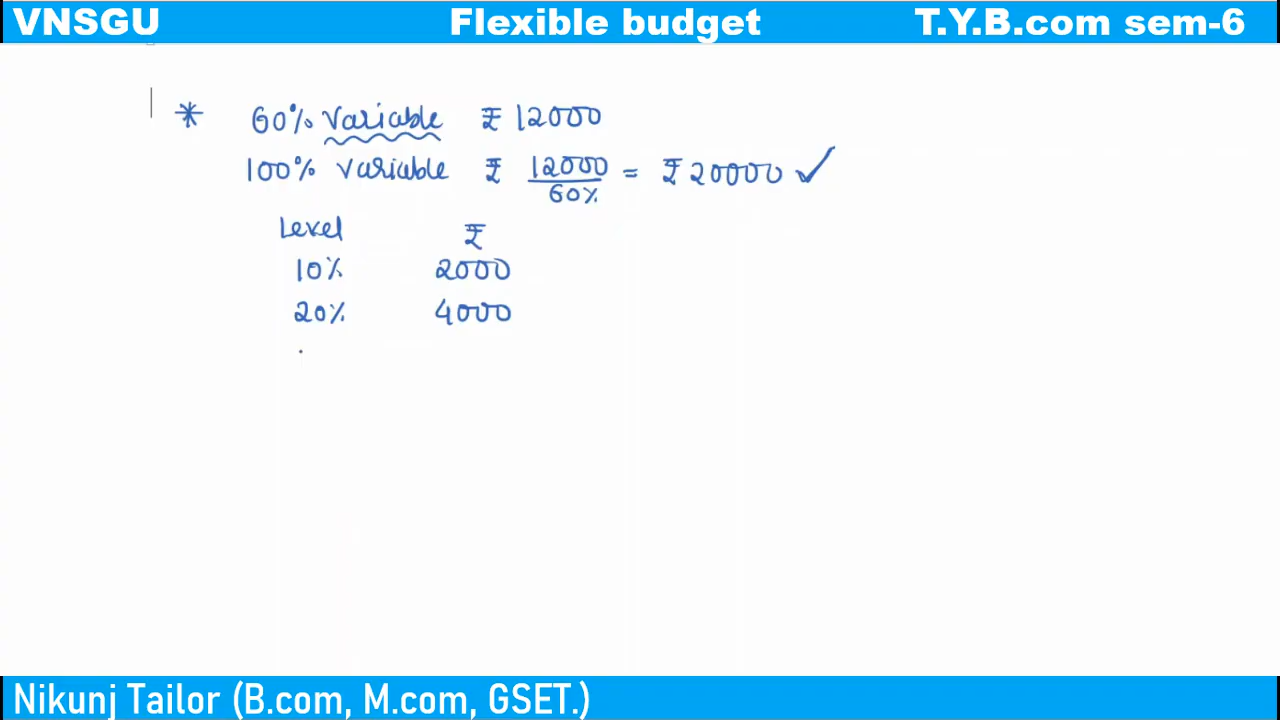 VNSGU Flexible budget T.Y.B.com sem-6
* 60% variable ₹ 12000
100% variable ₹ 12000/60% = ₹ 20000 ✓
Level ₹
10% 2000
20% 4000
Nikunj Tailor (B.com, M.com, GSET.)